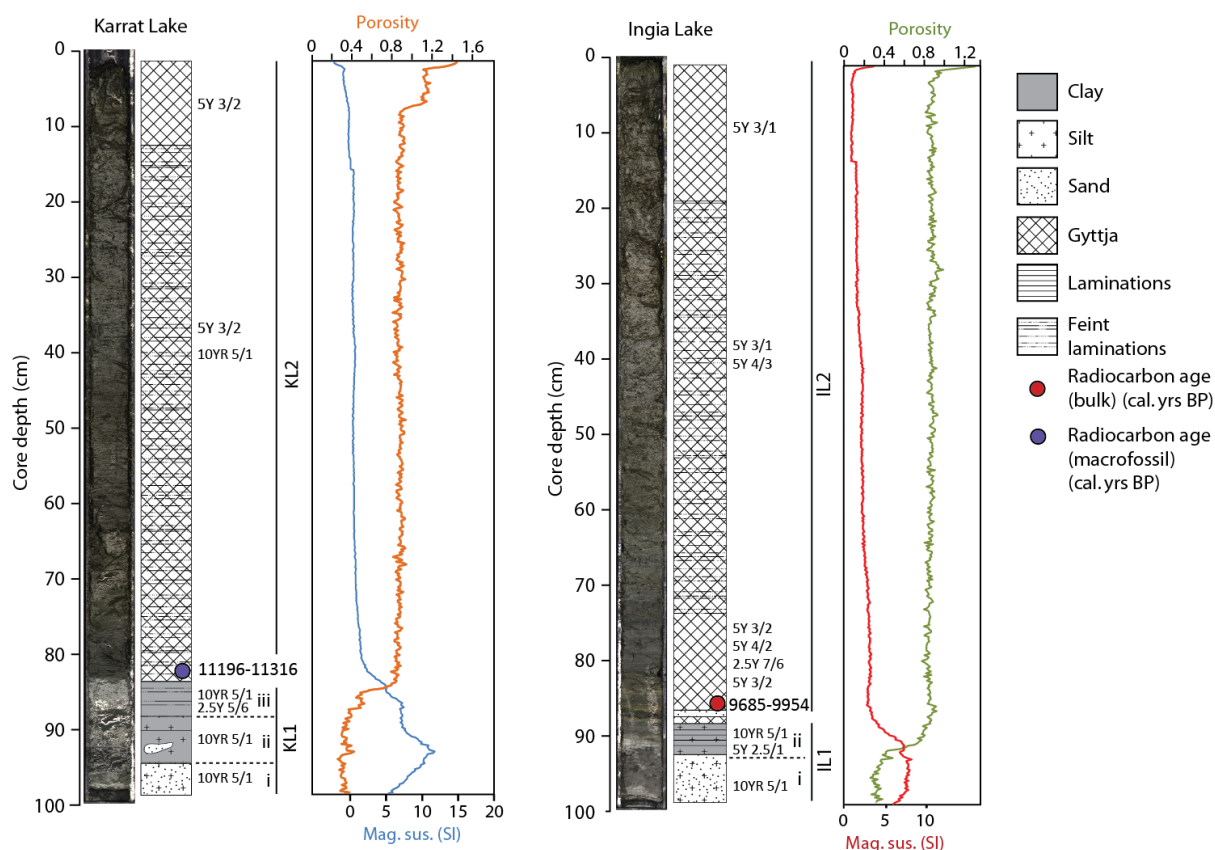 Karrat Lake
Porosity
0 0.4 0.8 1.2 1.6
Core depth (cm)
0
10
20
30
40
50
60
70
80
90
100
5Y 3/2
5Y 3/2
10YR 5/1
11196-11316
10YR 5/1
2.5Y 5/6
iii
10YR 5/1
ii
10YR 5/1
i
KL2
KL1
0 5 10 15 20
Mag. sus. (SI)
Ingia Lake
Porosity
0 0.4 0.8 1.2
Core depth (cm)
0
10
20
30
40
50
60
70
80
90
100
5Y 3/1
5Y 3/1
5Y 4/3
5Y 3/2
5Y 4/2
2.5Y 7/6
5Y 3/2
9685-9954
10YR 5/1
5Y 2.5/1
ii
10YR 5/1
i
IL2
IL1
0 5 10
Mag. sus. (SI)
Clay
Silt
Sand
Gyttja
Laminations
Feint
laminations
Radiocarbon age
(bulk) (cal. yrs BP)
Radiocarbon age
(macrofossil)
(cal. yrs BP)